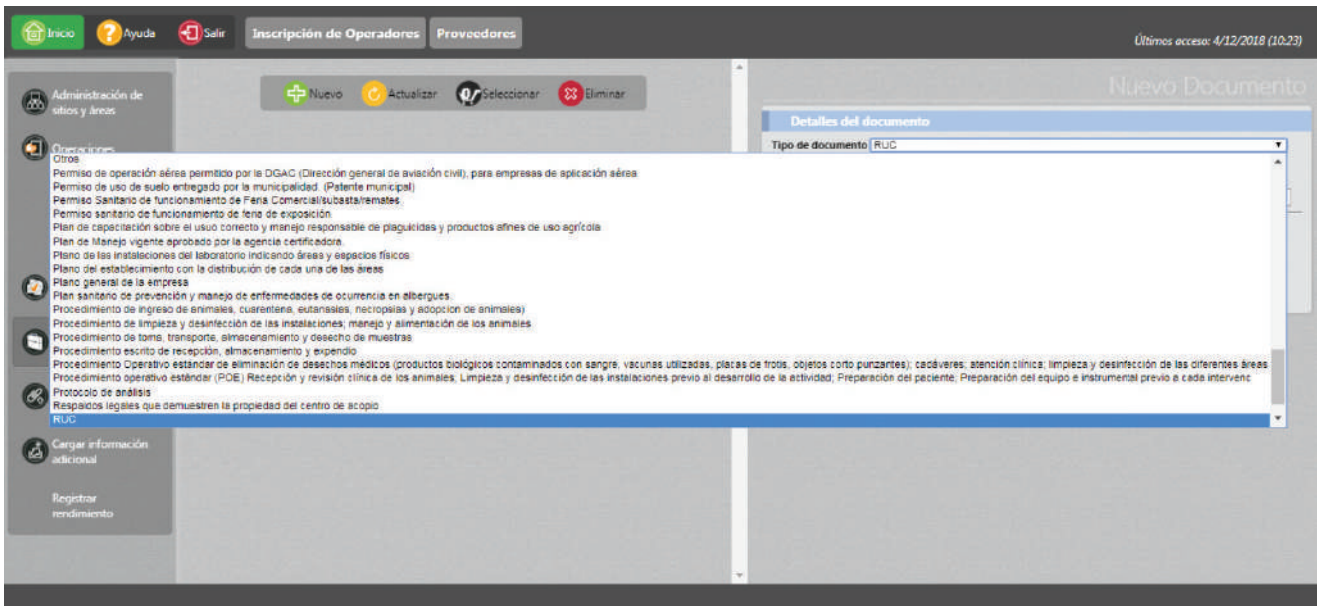 Inicio
Ayuda
Salir
Inscripción de Operadores
Proveedores
Último acceso: 4/12/2018 (10:23)
Administración de
sitios y áreas
Nuevo
Actualizar
Seleccionar
Eliminar
Nuevo Documento
Detalles del documento
Tipo de documento RUC
Operaciones
Otros
Permiso de operación aérea permitido por la DGAC (Dirección general de aviación civil), para empresas de aplicación aérea
Permiso de uso de suelo entregado por la municipalidad. (Patente municipal)
Permiso Sanitario de funcionamiento de Feria Comercial/subasta/remates
Permiso sanitario de funcionamiento de feria de exposición
Plan de capacitación sobre el usuo correcto y manejo responsable de plaguicidas y productos afines de uso agrícola
Plan de Manejo vigente aprobado por la agencia certificadora.
Plano de las instalaciones del laboratorio indicando áreas y espacios físicos
Plano del establecimiento con la distribución de cada una de las áreas
Plano general de la empresa
Plan sanitario de prevención y manejo de enfermedades de ocurrencia en albergues.
Procedimiento de ingreso de animales, cuarentena, eutanasias, necropsias y adopcion de animales)
Procedimiento de limpieza y desinfección de las instalaciones; manejo y alimentación de los animales
Procedimiento de toma, transporte, almacenamiento y desecho de muestras
Procedimiento escrito de recepción, almacenamiento y expendio
Procedimiento Operativo estándar de eliminación de desechos médicos (productos biológicos contaminados con sangre, vacunas utilizadas, placas de frotis, objetos corto punzantes); cadáveres, atención clínica; limpieza y desinfección de las diferentes áreas
Procedimiento operativo estándar (POE) Recepción y revisión clínica de los animales; Limpieza y desinfección de las instalaciones previo al desarrollo de la actividad; Preparación del paciente; Preparación del equipo e instrumental previo a cada intervenc
Protocolo de análisis
Respaldos legales que demuestren la propiedad del centro de acopio
RUC
Cargar información
adicional
Registrar
rendimiento